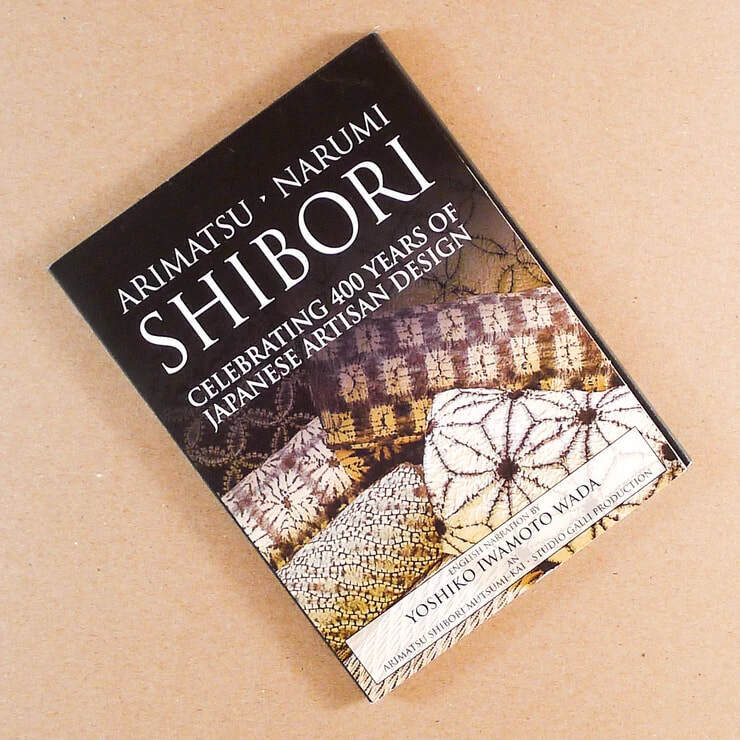 ARIMATSU, NARUMI
SHIBORI
CELEBRATING 400 YEARS OF
JAPANESE ARTISAN DESIGN
ENGLISH NARRATION BY
YOSHIKO IWAMOTO WADA
AN
ARIMATSU SHIBORI MUTSUMI-KAI - STUDIO GALLI PRODUCTION